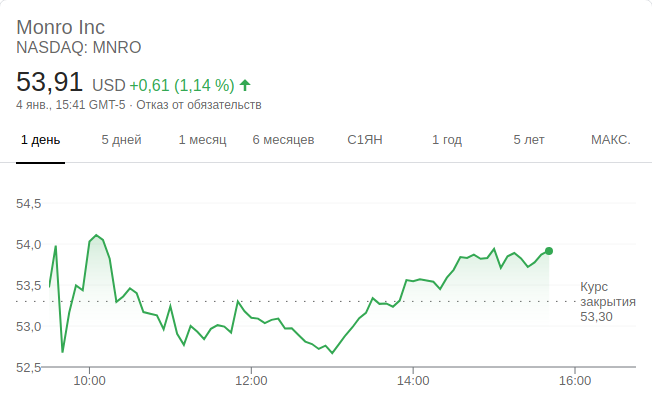 Monro Inc
NASDAQ: MNRO
53,91 USD +0,61 (1,14 %)
4 янв., 15:41 GMT-5 · Отказ от обязательств
1 день 5 дней 1 месяц 6 месяцев С1ЯН 1 год 5 лет МАКС.
54,5
54,0
53,5
53,0
52,5
Курс
закрытия
53,30
10:00 12:00 14:00 16:00